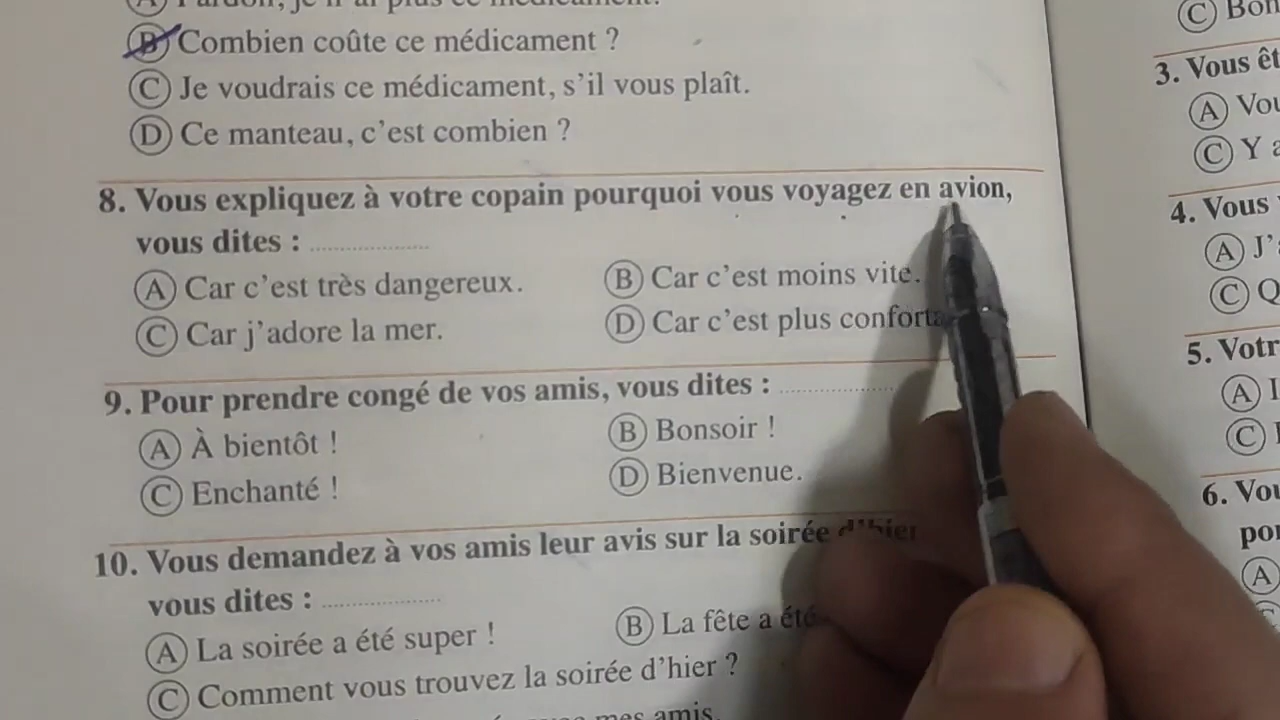 Combien coûte ce médicament ?
C Je voudrais ce médicament, s'il vous plaît.
D Ce manteau, c'est combien ?
8. Vous expliquez à votre copain pourquoi vous voyagez en avion,
vous dites : ....................
A Car c'est très dangereux.
B Car c'est moins vite.
C Car j'adore la mer.
D Car c'est plus
9. Pour prendre congé de vos amis, vous dites : ....................
A À bientôt !
B Bonsoir !
C Enchanté !
D Bienvenue.
10. Vous demandez à vos amis leur avis sur la soirée d'hier
vous dites : ....................
A La soirée a été super !
B La fête a été
C Comment vous trouvez la soirée d'hier ?
mes amis.
C
3. Vous
A
C Y
4. Vous
A
C
5.
A
C
6.
A